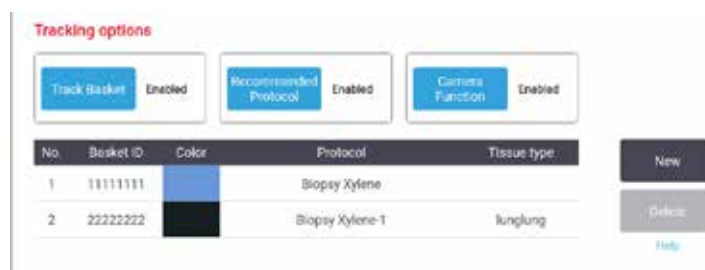 Tracking options
Track Basket Enabled
Recommended Protocol Enabled
Camera Function Enabled
No. Basket ID Color Protocol Tissue type
1 11111111 Biopsy Xylene
2 22222222 Biopsy Xylene-1 lunglung
New
Delete
Help